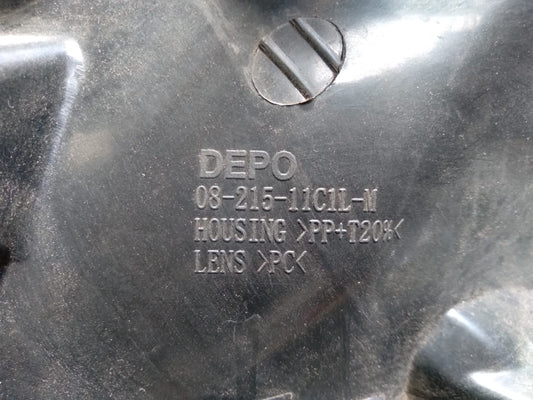 DEPO
08-215-11C1L-M
HOUSING >PP+T20%<
LENS >PC<